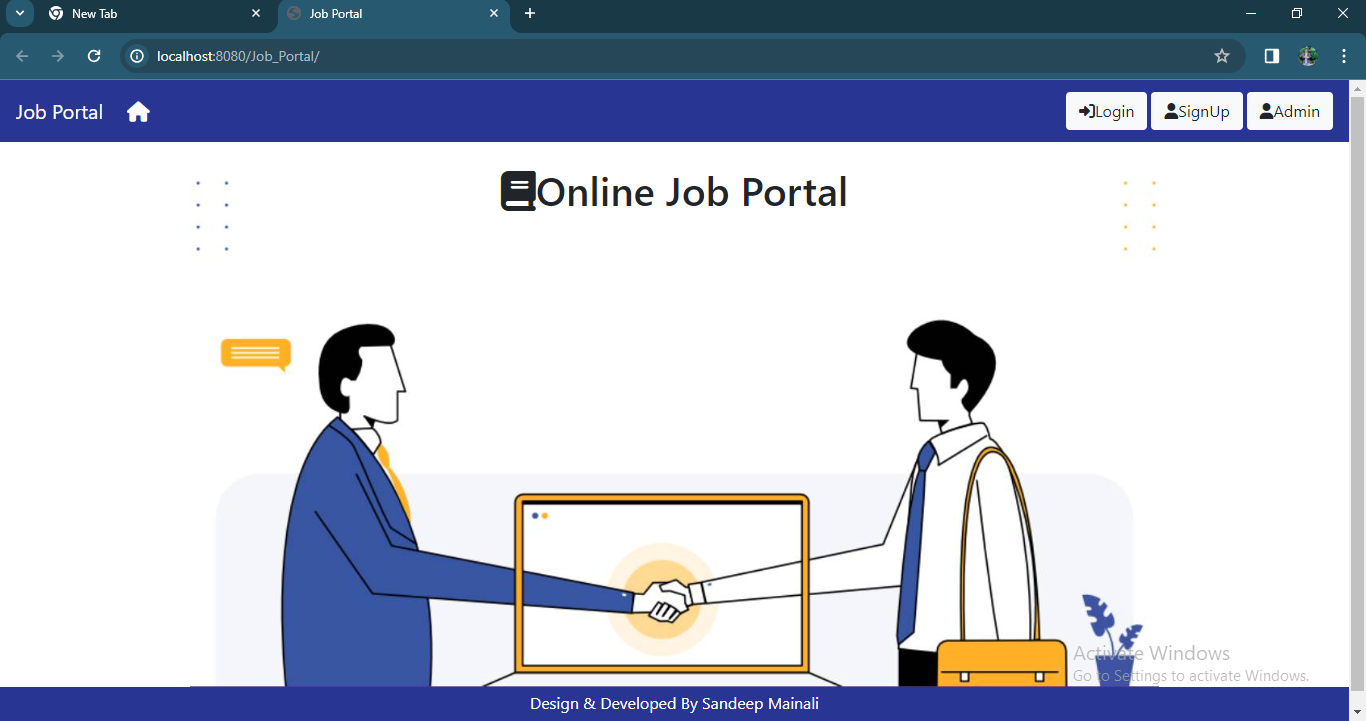 New Tab
Job Portal
localhost:8080/Job_Portal/
Job Portal
Login
SignUp
Admin
Online Job Portal
Activate Windows
Go to Settings to activate Windows.
Design & Developed By Sandeep Mainali